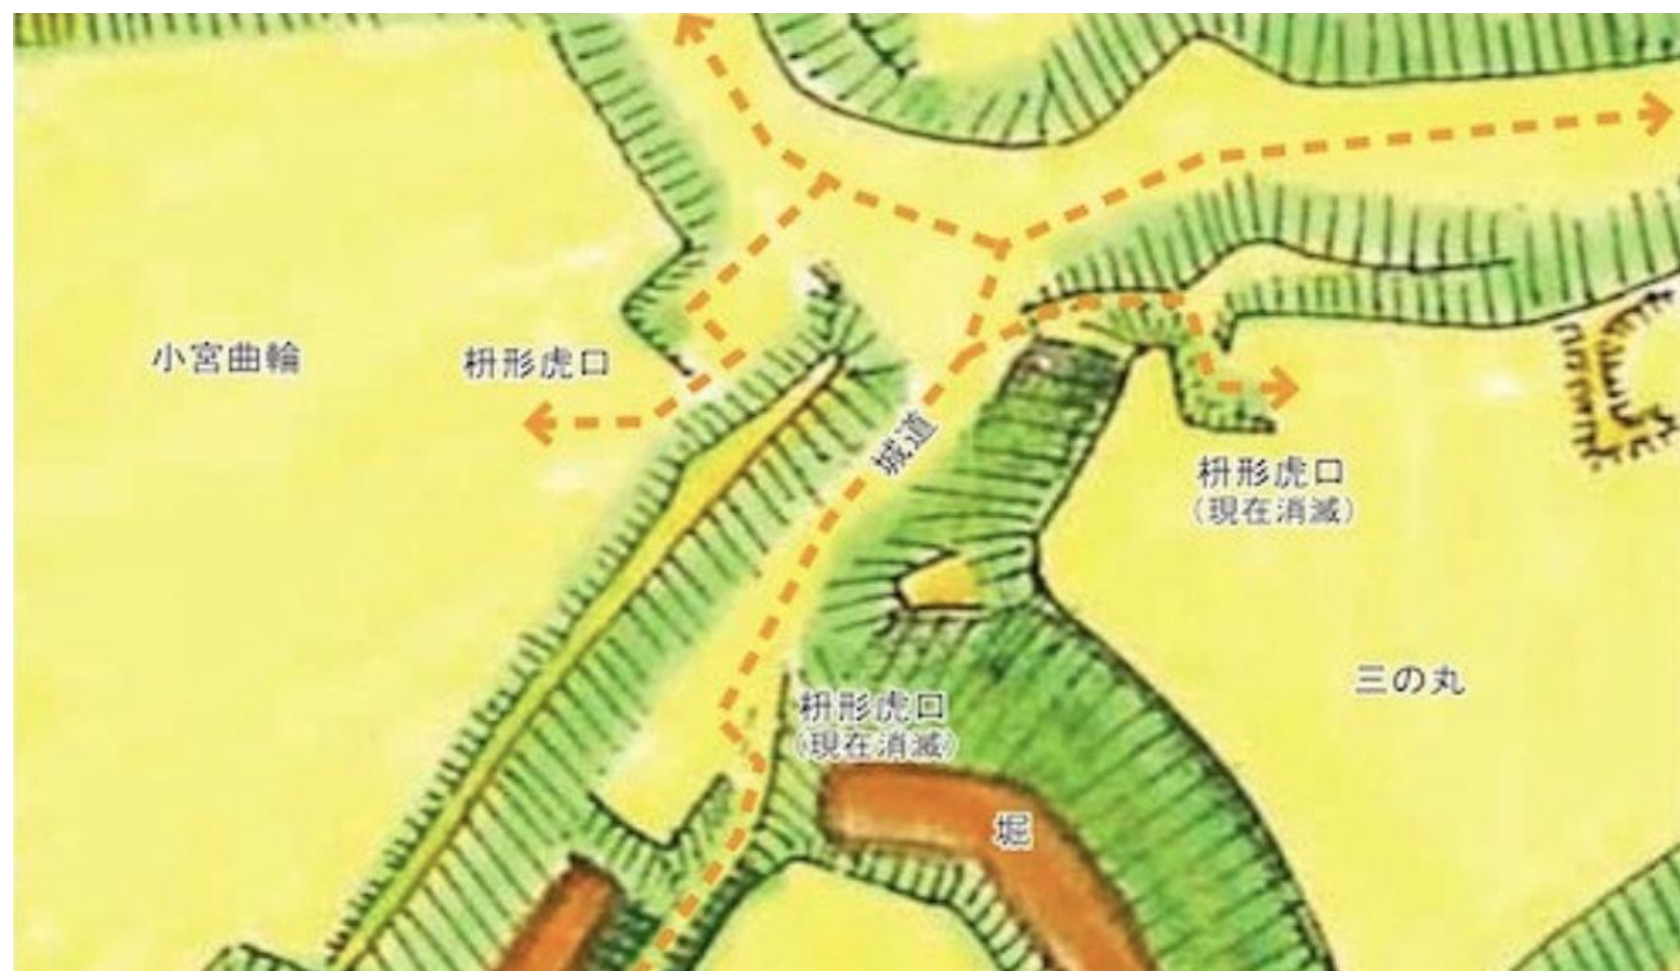 小宮曲輪
枡形虎口
城道
枡形虎口
（現在消滅）
三の丸
枡形虎口
（現在消滅）
堀